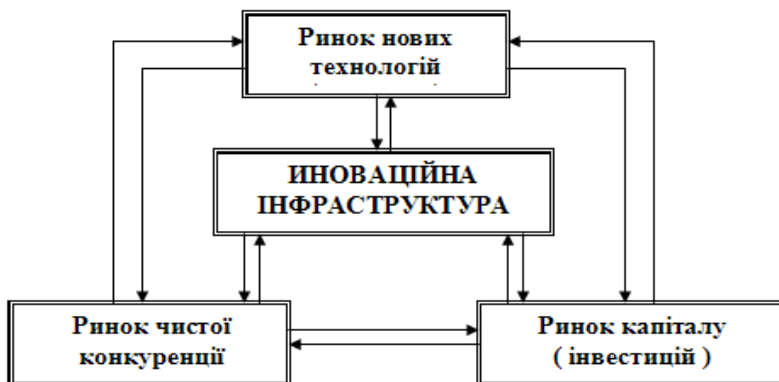 Ринок нових
технологій
ИНОВАЦІЙНА
ІНФРАСТРУКТУРА
Ринок чистої
конкуренції
Ринок капіталу
( інвестицій )